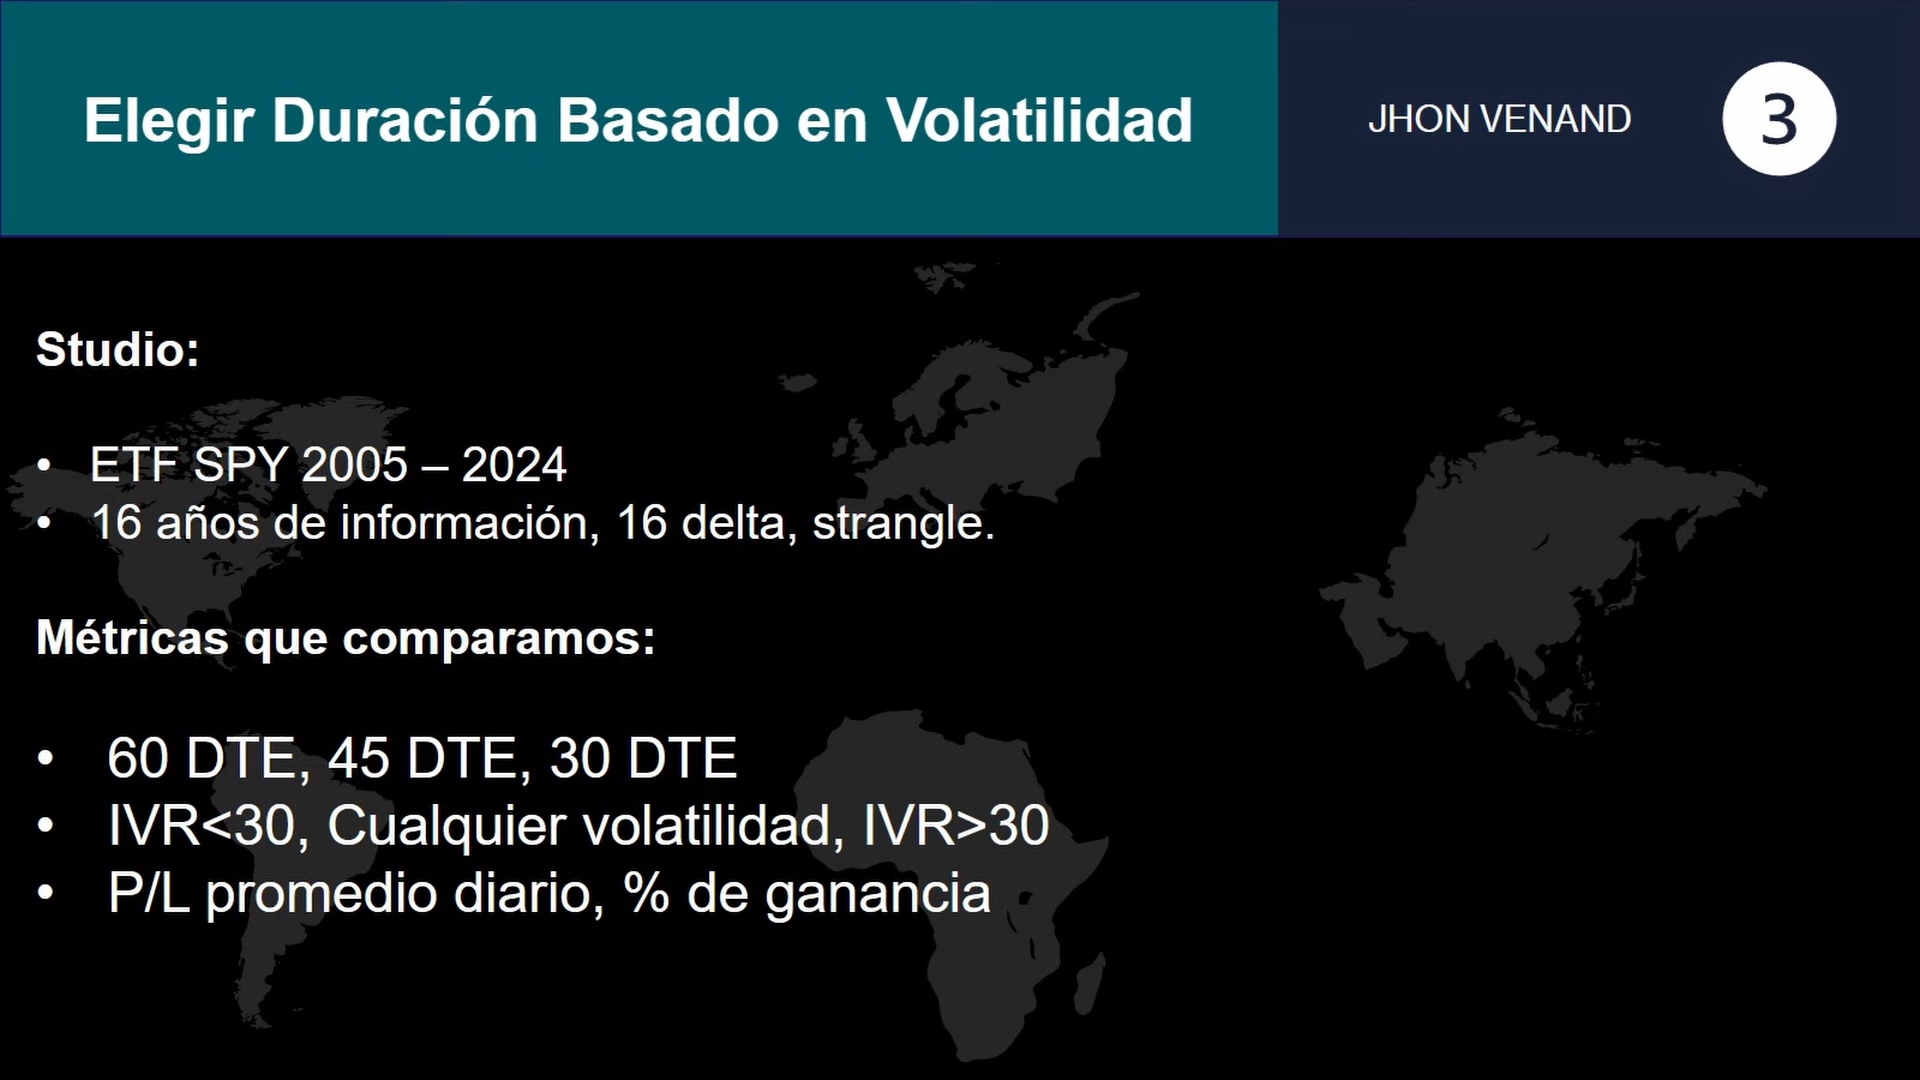 Elegir Duración Basado en Volatilidad
JHON VENAND
3
Studio:
• ETF SPY 2005 – 2024
• 16 años de información, 16 delta, strangle.
Métricas que comparamos:
• 60 DTE, 45 DTE, 30 DTE
• IVR<30, Cualquier volatilidad, IVR>30
• P/L promedio diario, % de ganancia